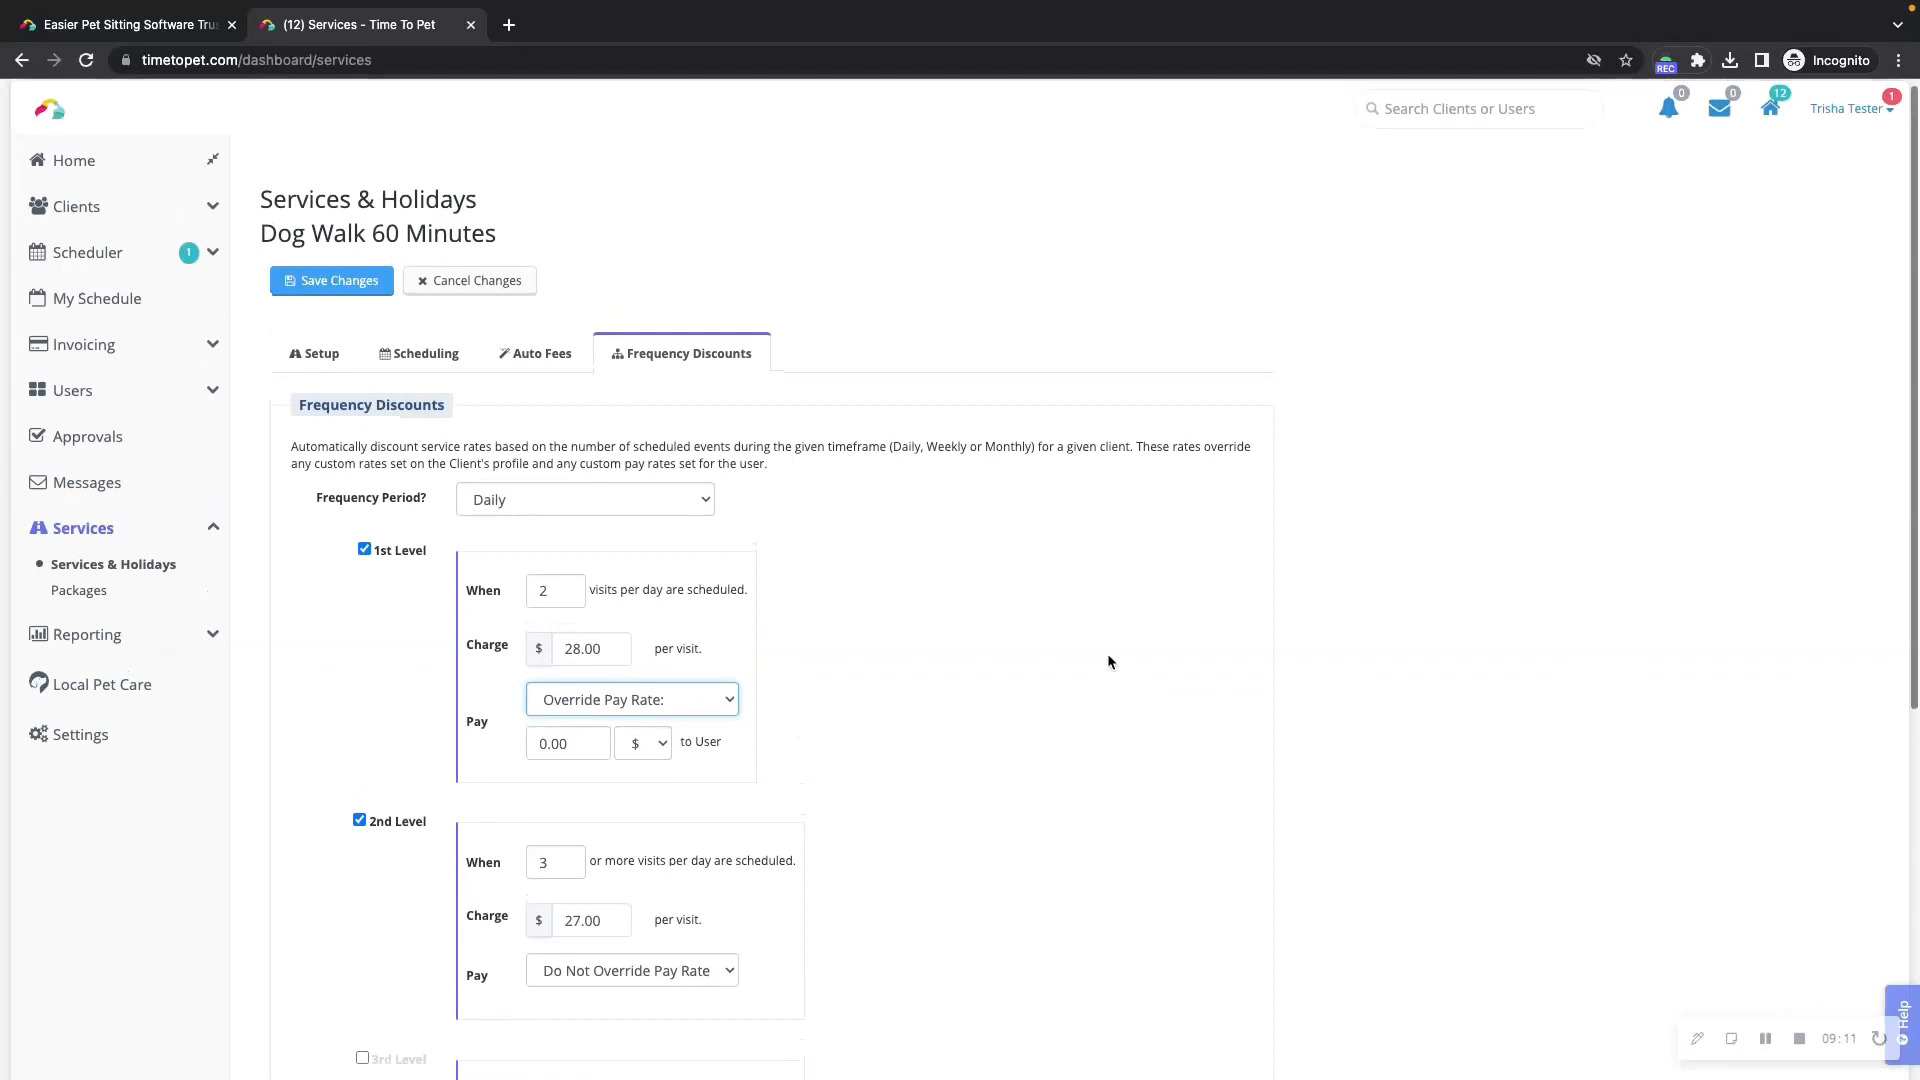 Easier Pet Sitting Software Tru
(12) Services - Time To Pet
timetopet.com/dashboard/services
REC
Incognito
Search Clients or Users
0
0
12
Trisha Tester
1
Home
Clients
Scheduler
1
My Schedule
Invoicing
Users
Approvals
Messages
Services
Services & Holidays
Packages
Reporting
Local Pet Care
Settings
Services & Holidays
Dog Walk 60 Minutes
Save Changes
Cancel Changes
Setup
Scheduling
Auto Fees
Frequency Discounts
Frequency Discounts
Automatically discount service rates based on the number of scheduled events during the given timeframe (Daily, Weekly or Monthly) for a given client. These rates override
any custom rates set on the Client's profile and any custom pay rates set for the user.
Frequency Period?
Daily
1st Level
When 2 visits per day are scheduled.
Charge $ 28.00 per visit.
Override Pay Rate:
Pay
0.00 $ to User
2nd Level
When 3 or more visits per day are scheduled.
Charge $ 27.00 per visit.
Pay Do Not Override Pay Rate
3rd Level
Help
09:11